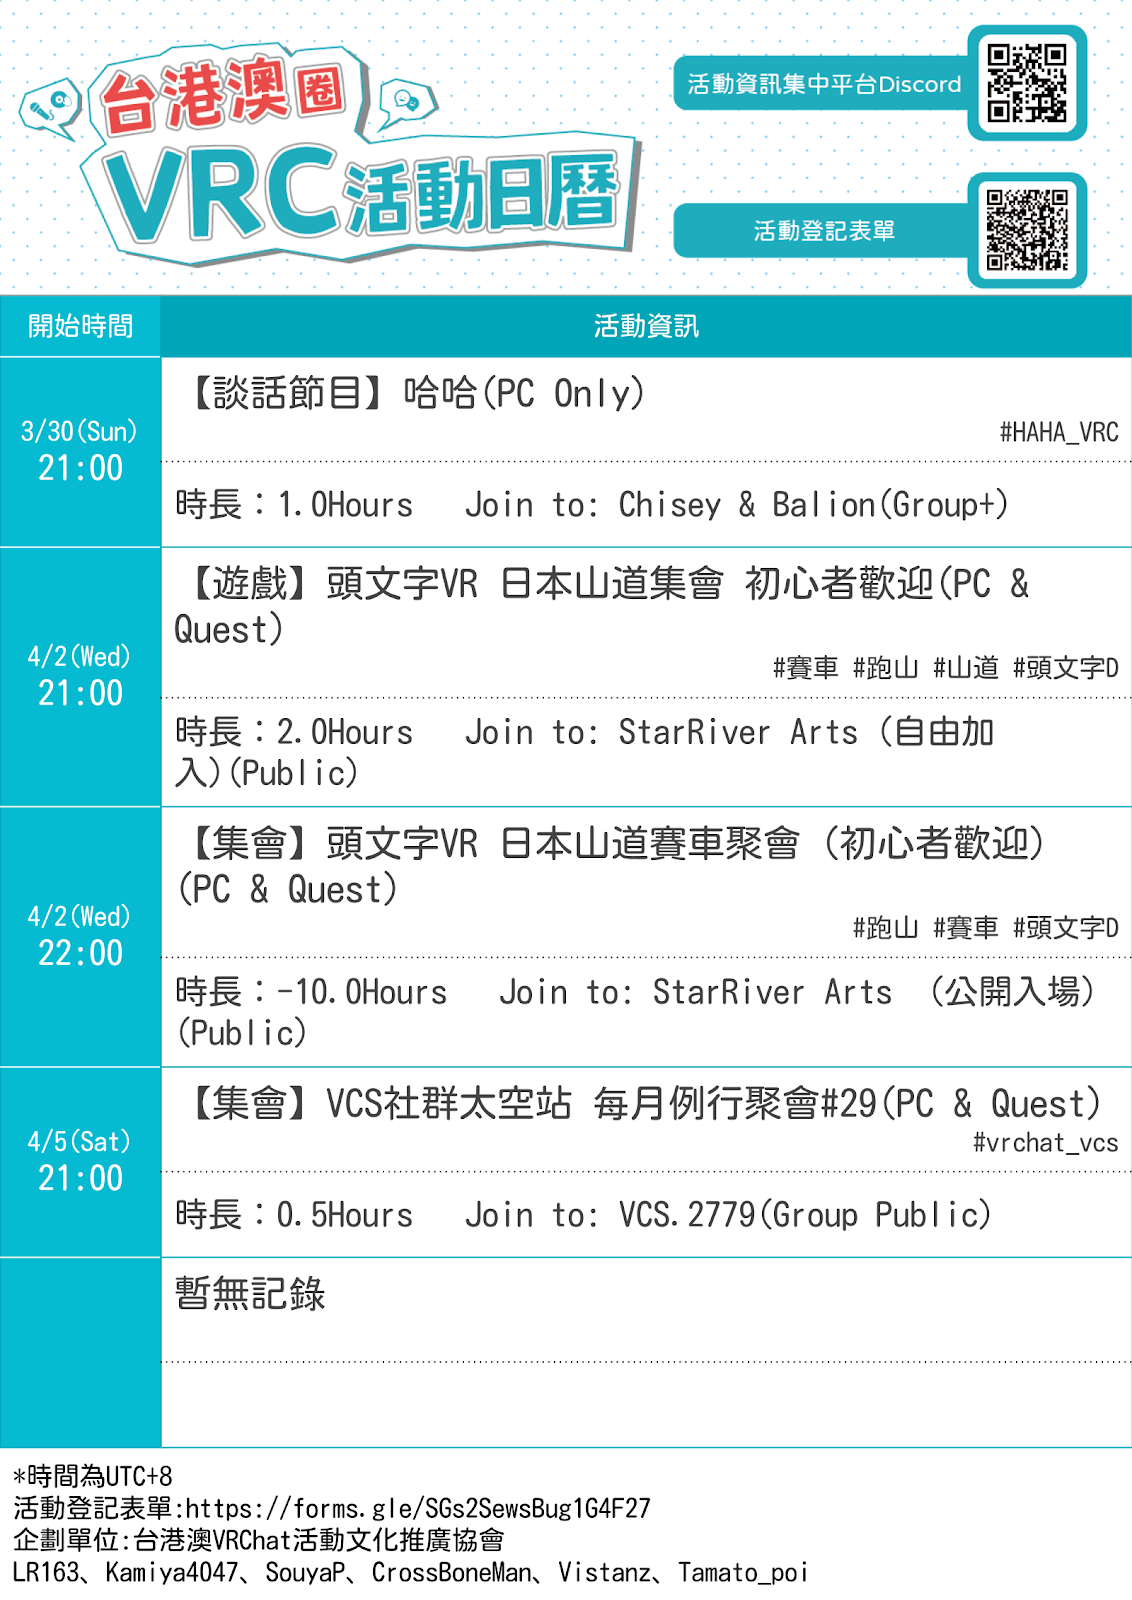 台港澳圈
VRC活動日曆
活動資訊集中平台Discord
活動登記表單
開始時間
活動資訊
3/30(Sun)
21:00
【談話節目】哈哈(PC Only)
#HAHA_VRC
時長：1.0Hours Join to: Chisey & Balion(Group+)
4/2(Wed)
21:00
【遊戲】頭文字VR 日本山道集會 初心者歡迎(PC &
Quest)
#賽車 #跑山 #山道 #頭文字D
時長：2.0Hours Join to: StarRiver Arts (自由加
入)(Public)
4/2(Wed)
22:00
【集會】頭文字VR 日本山道賽車聚會 (初心者歡迎)
(PC & Quest)
#跑山 #賽車 #頭文字D
時長：-10.0Hours Join to: StarRiver Arts （公開入場）
(Public)
4/5(Sat)
21:00
【集會】VCS社群太空站 每月例行聚會#29(PC & Quest)
#vrchat_vcs
時長：0.5Hours Join to: VCS.2779(Group Public)
暫無記錄
*時間為UTC+8
活動登記表單:https://forms.gle/SGs2SewsBug1G4F27
企劃單位:台港澳VRChat活動文化推廣協會
LR163、Kamiya4047、SouyaP、CrossBoneMan、Vistanz、Tamato_poi